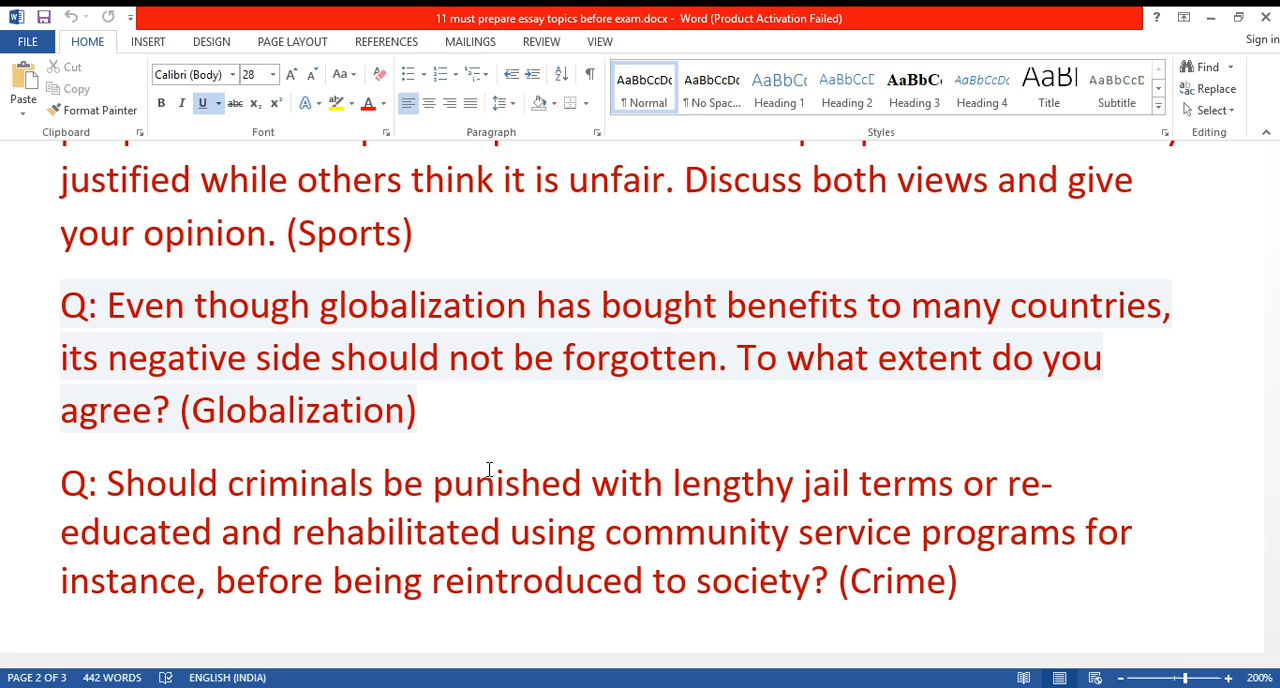 11 must prepare essay topics before exam.docx - Word (Product Activation Failed)
?
Sign in
FILE HOME INSERT DESIGN PAGE LAYOUT REFERENCES MAILINGS REVIEW VIEW
Paste
Cut
Copy
Format Painter
Clipboard
Calibri (Body) 28
Aa
B I U abc x₂ x² A A
Font
Paragraph
AaBbCcDc AaBbCcDc AaBbCc AaBbCcD AaBbC AaBbCcDc AaBl AaBbCcD
¶ Normal ¶ No Spac... Heading 1 Heading 2 Heading 3 Heading 4 Title Subtitle
Styles
Find
Replace
Select
Editing
justified while others think it is unfair. Discuss both views and give
your opinion. (Sports)
Q: Even though globalization has bought benefits to many countries,
its negative side should not be forgotten. To what extent do you
agree? (Globalization)
Q: Should criminals be punished with lengthy jail terms or re-
educated and rehabilitated using community service programs for
instance, before being reintroduced to society? (Crime)
PAGE 2 OF 3 442 WORDS ENGLISH (INDIA) 200%